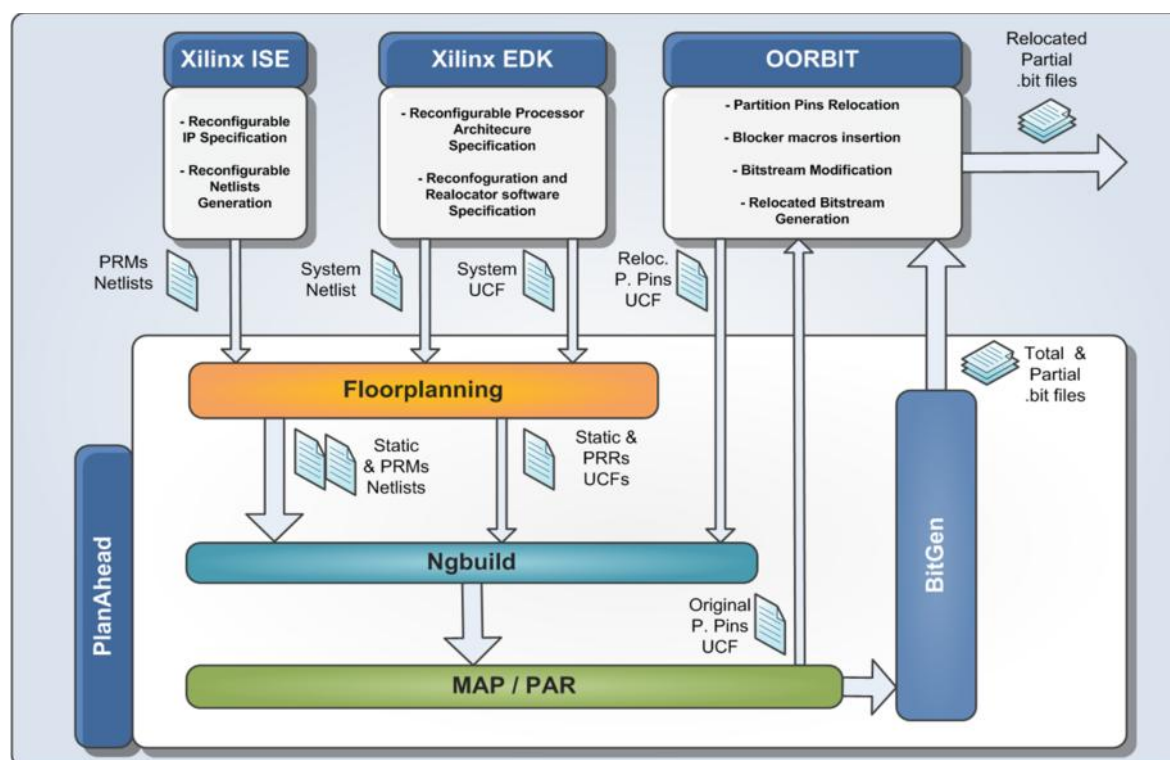 Xilinx ISE
- Reconfigurable
IP Specification
- Reconfigurable
Netlists
Generation
Xilinx EDK
- Reconfigurable Processor
Architecure
Specification
- Reconfoguration and
Realocator software
Specification
OORBIT
- Partition Pins Relocation
- Blocker macros insertion
- Bitstream Modification
- Relocated Bitstream
Generation
Relocated
Partial
.bit files
PRMs
Netlists
System
Netlist
System
UCF
Reloc.
P. Pins
UCF
Total &
Partial
.bit files
Floorplanning
Static
& PRMs
Netlists
Static &
PRRs
UCFs
Ngbuild
Original
P. Pins
UCF
MAP / PAR
PlanAhead
BitGen